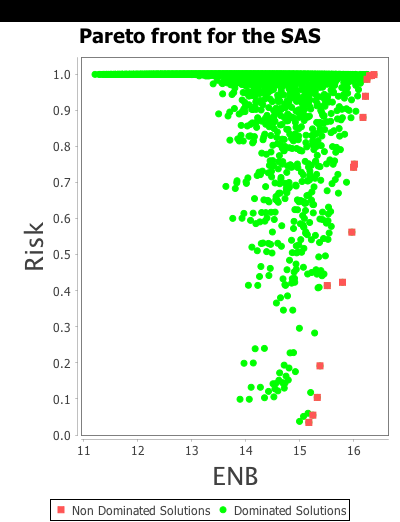 Pareto front for the SAS
1.0
0.9
0.8
0.7
0.6
0.5
0.4
0.3
0.2
0.1
0.0
Risk
11 12 13 14 15 16
ENB
Non Dominated Solutions Dominated Solutions